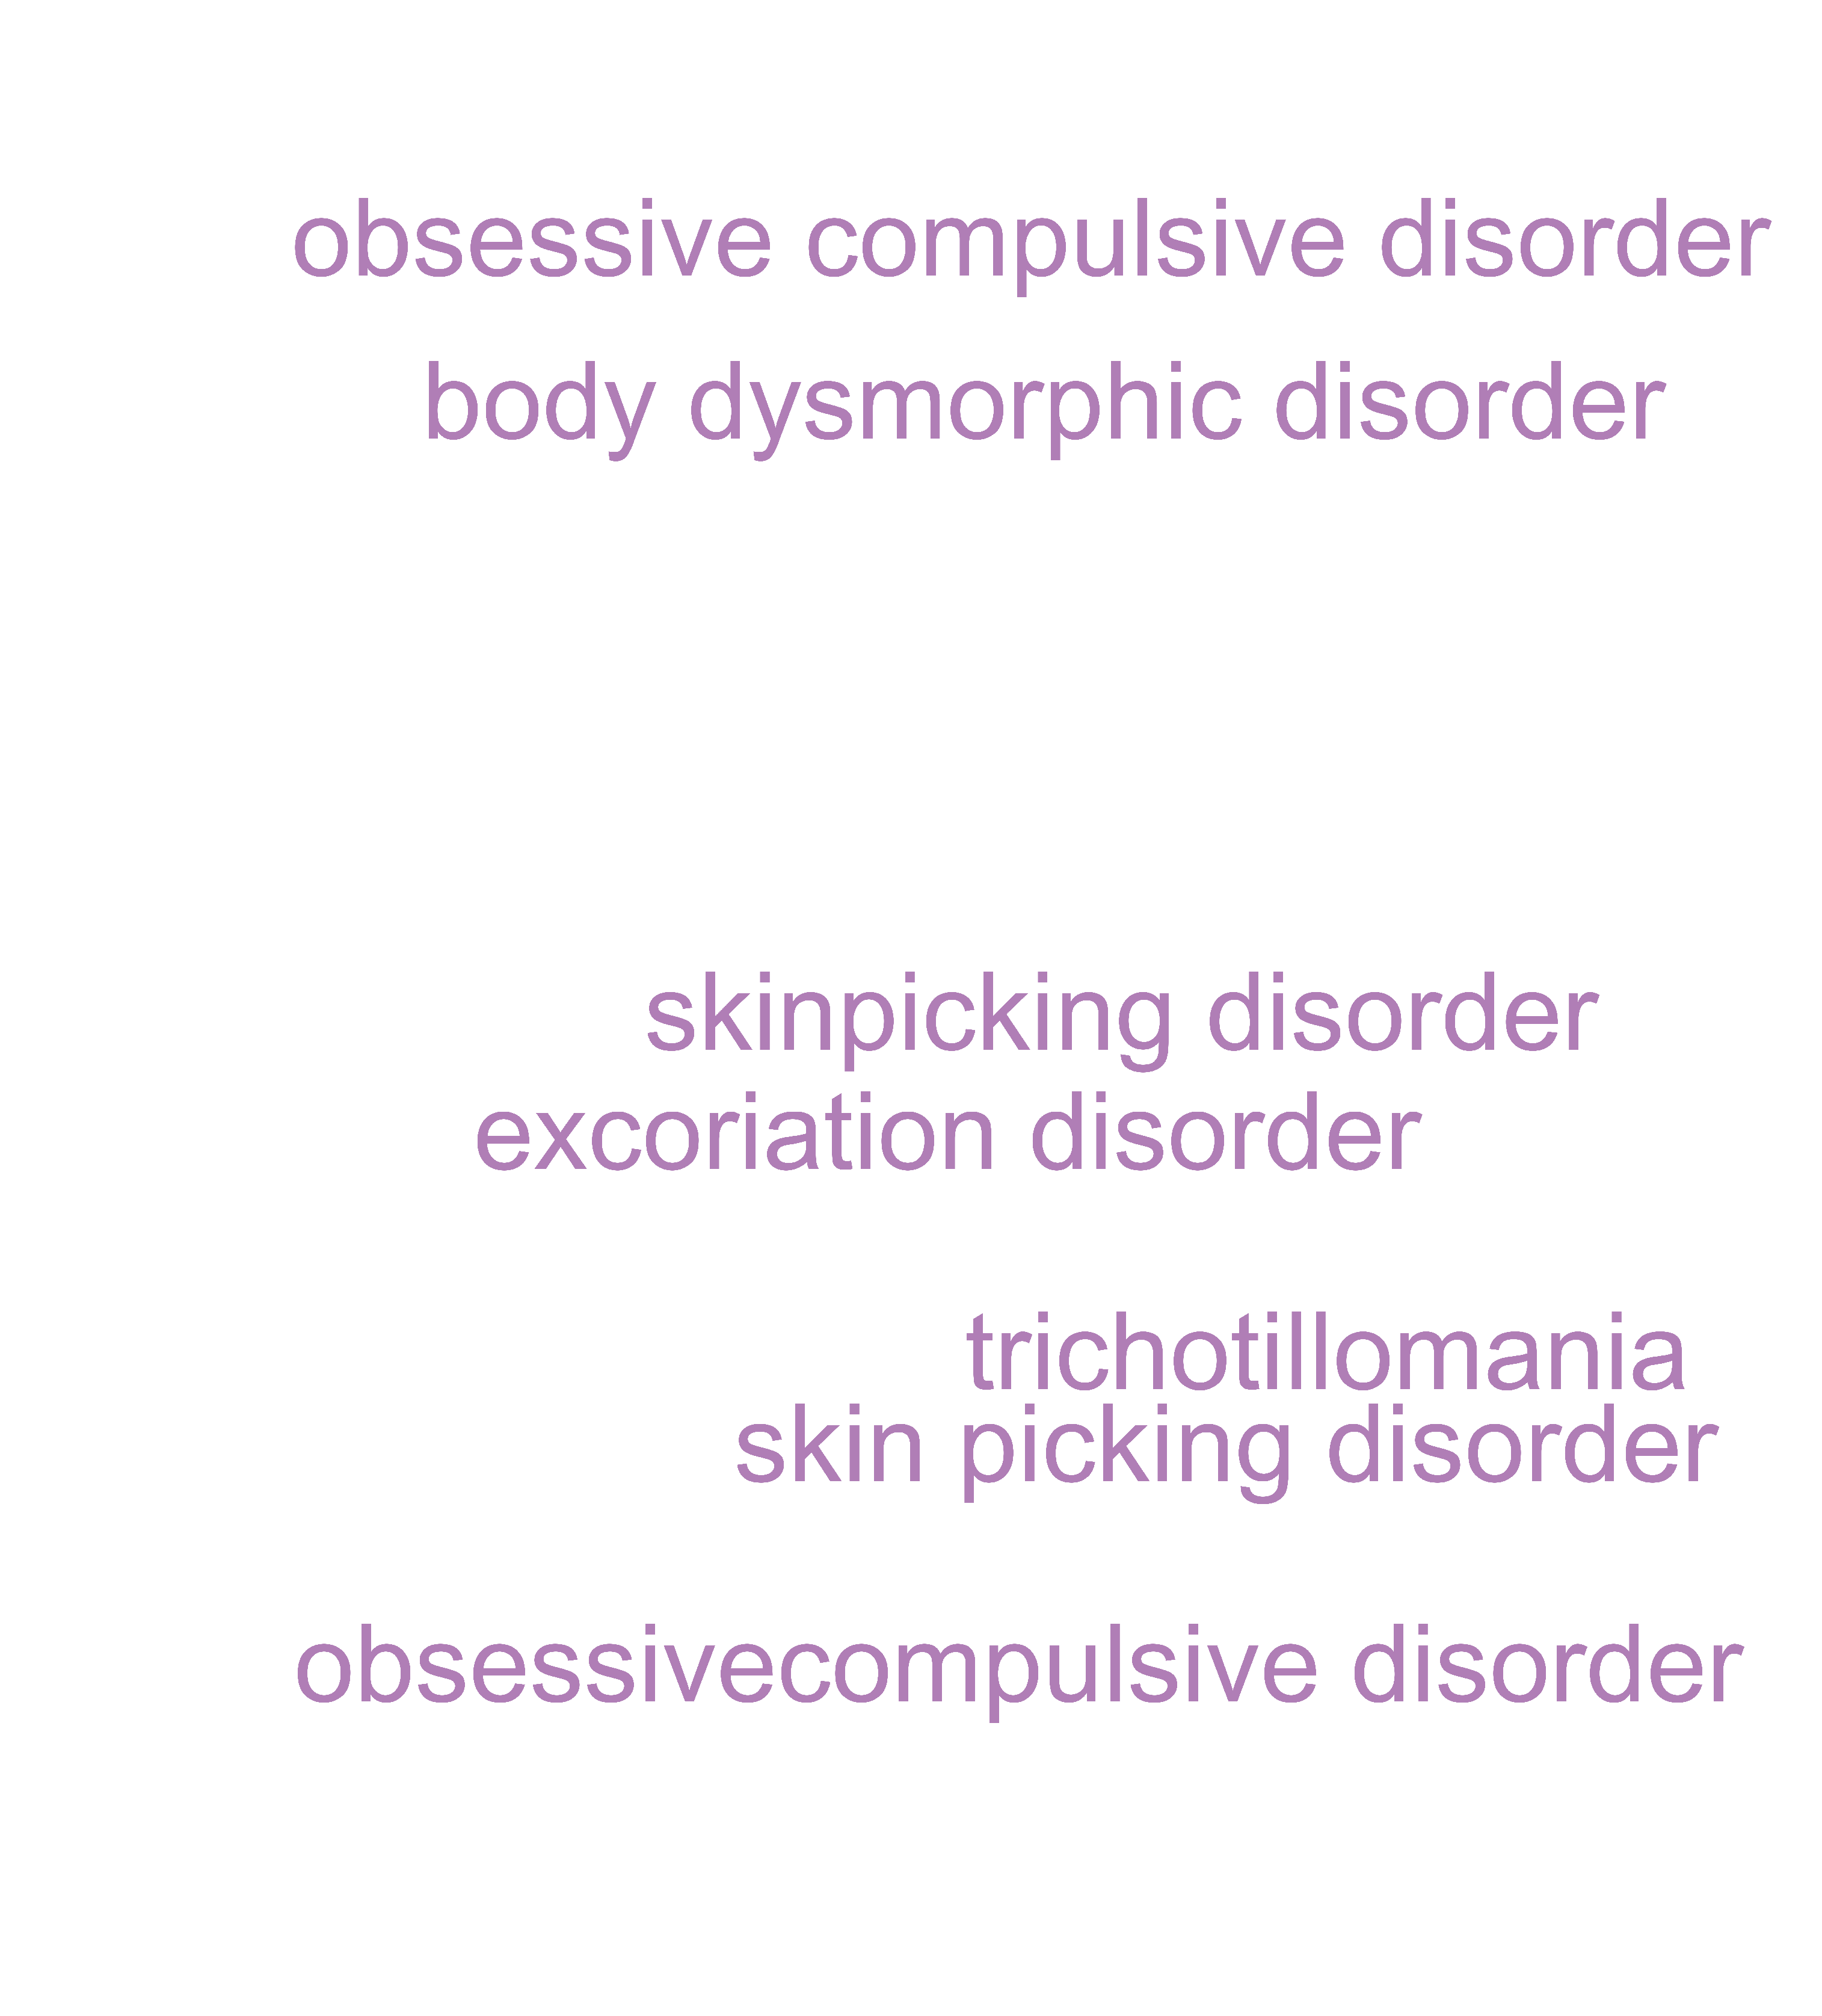 obsessive compulsive disorder
body dysmorphic disorder
skinpicking disorder
excoriation disorder
trichotillomania
skin picking disorder
obsessivecompulsive disorder